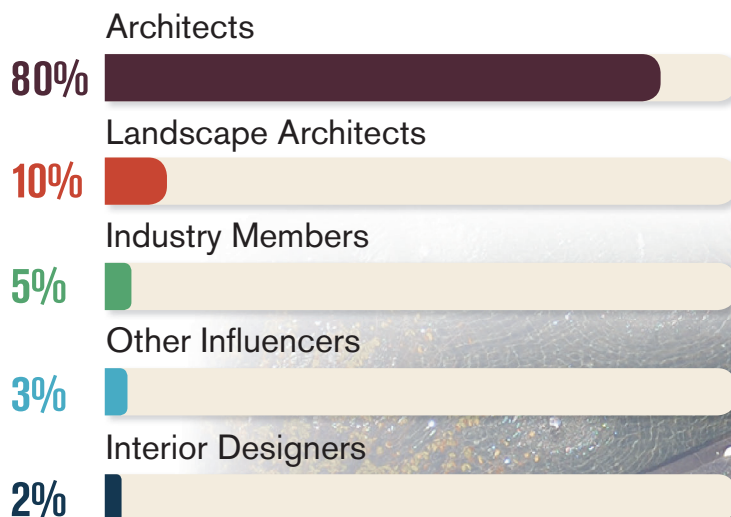 Architects
80%
Landscape Architects
10%
Industry Members
5%
Other Influencers
3%
Interior Designers
2%